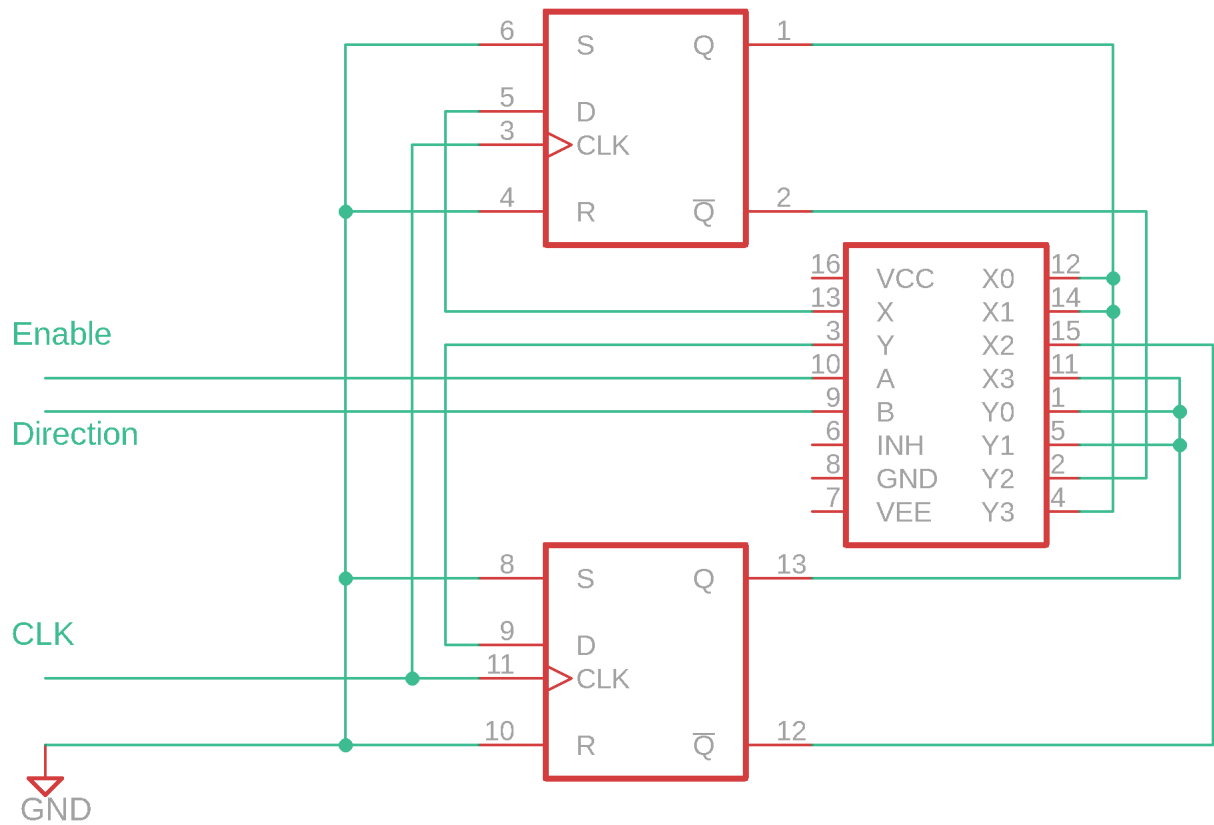 6 S Q 1
5 D
3 CLK
4 R Q 2
16 VCC X0 12
13 X X1 14
Enable
3 Y X2 15
10 A X3 11
9 B Y0 1
Direction
6 INH Y1 5
8 GND Y2 2
7 VEE Y3 4
8 S Q 13
CLK
9 D
11 CLK
10 R Q 12
GND